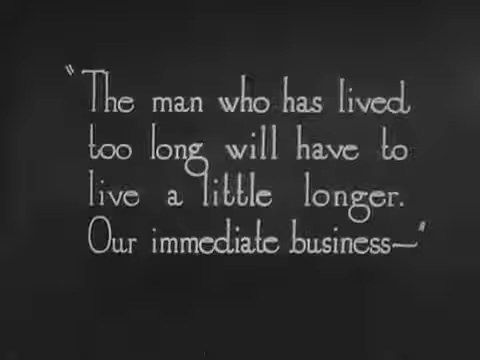 "The man who has lived
too long will have to
live a little longer.
Our immediate business—"